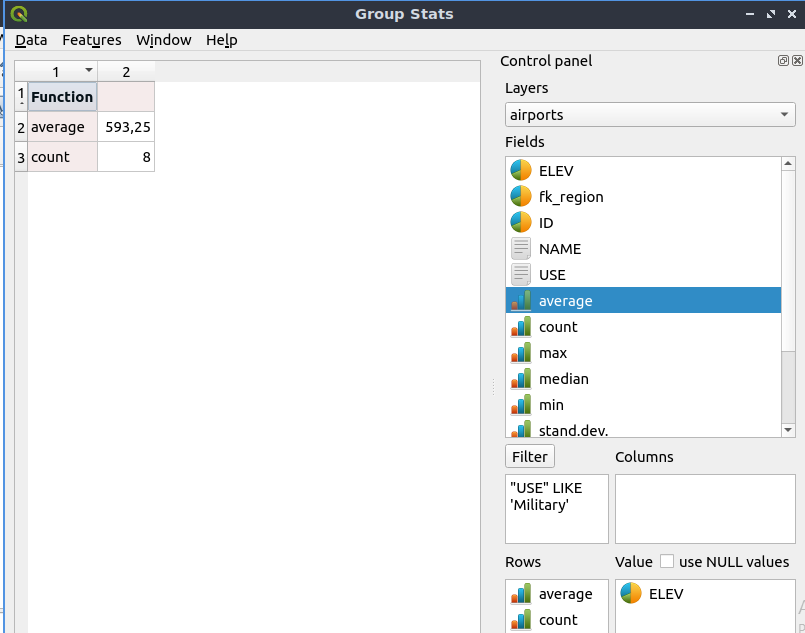 Group Stats
Data Features Window Help
1 2
1 Function
2 average 593,25
3 count 8
Control panel
Layers
airports
Fields
ELEV
fk_region
ID
NAME
USE
average
count
max
median
min
stand.dev.
Filter Columns
"USE" LIKE
'Military'
Rows Value use NULL values
average ELEV
count